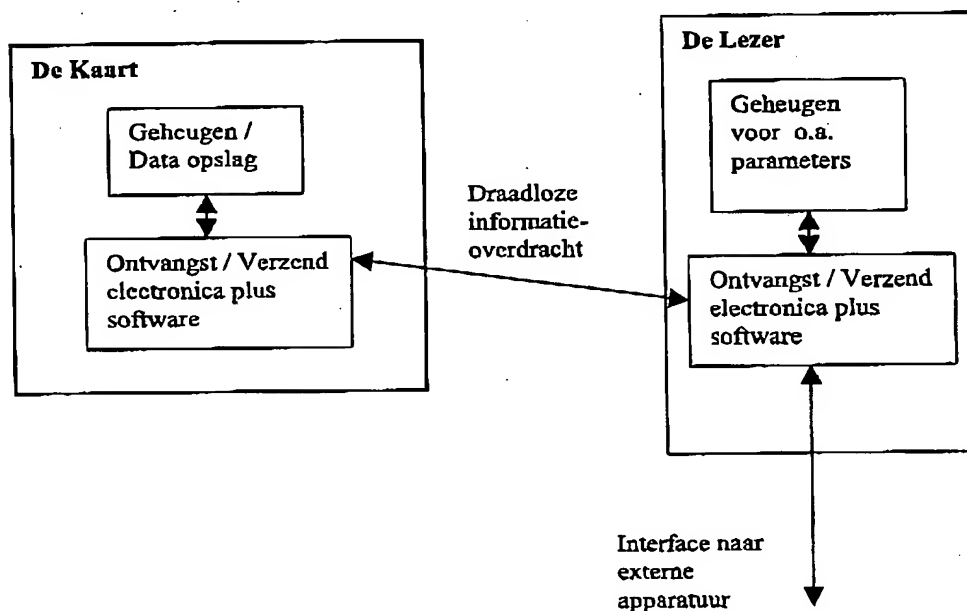 De Kaart
Geheugen /
Data opslag
Ontvangst / Verzend
electronica plus
software
Draadloze
informatie-
overdracht
De Lezer
Geheugen
voor o.a.
parameters
Ontvangst / Verzend
electronica plus
software
Interface naar
externe
apparatuur